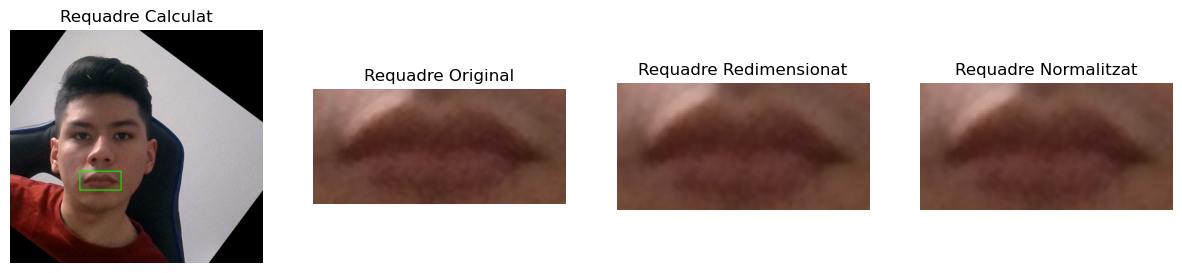 Requadre Calculat
Requadre Original
Requadre Redimensionat
Requadre Normalitzat